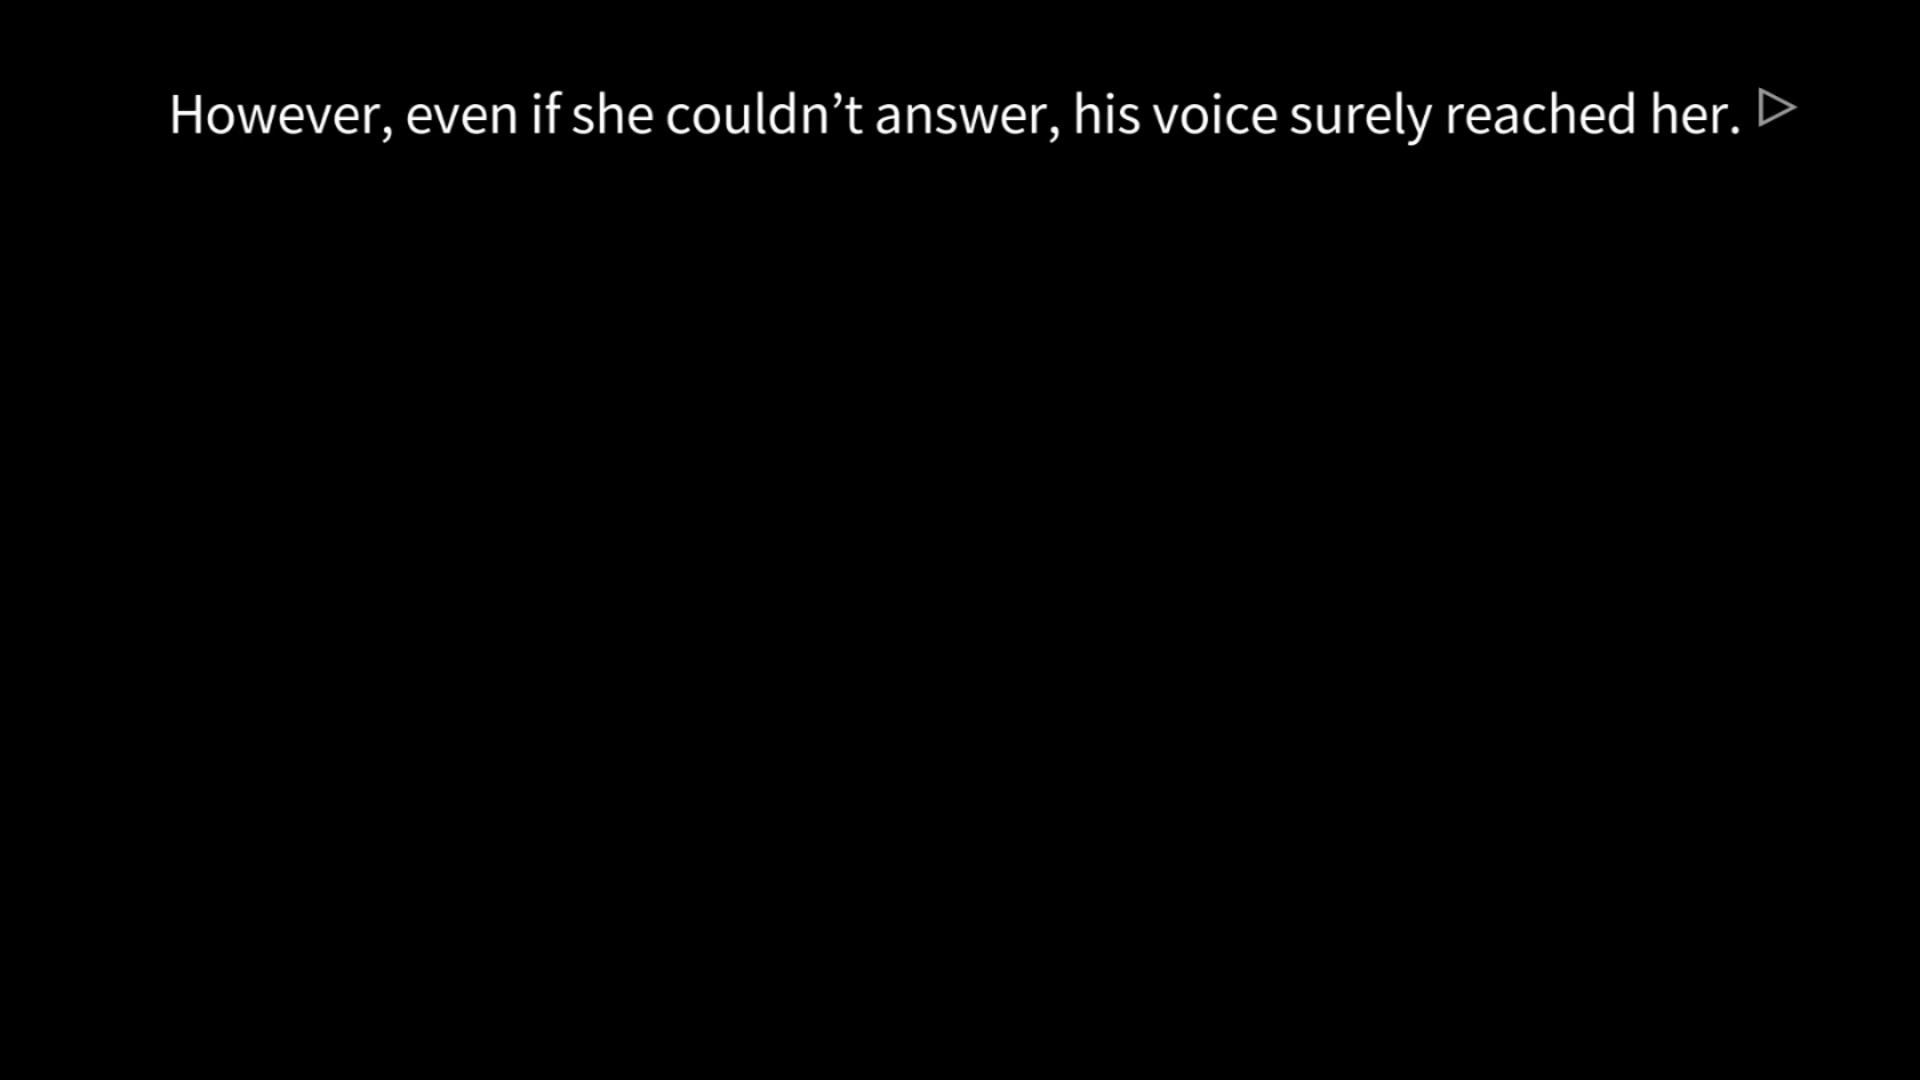 However, even if she couldn’t answer, his voice surely reached her.